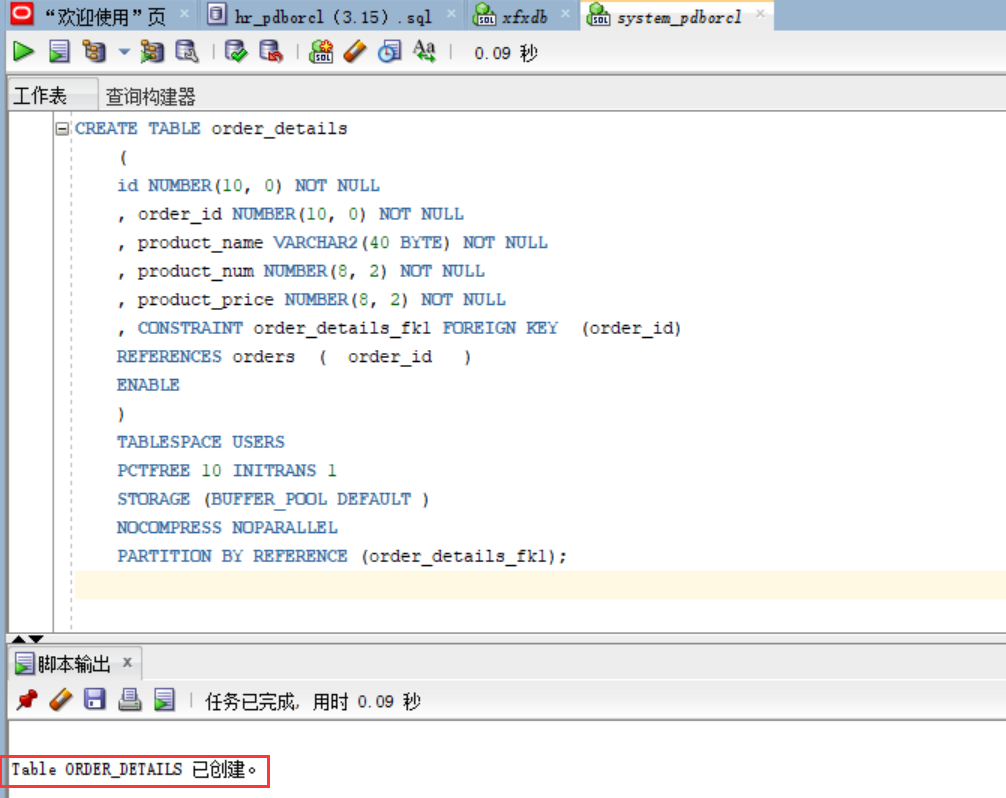 “欢迎使用”页 hr_pdborcl (3.15).sql xfxdb system_pdborcl
0.09 秒
工作表 查询构建器
CREATE TABLE order_details
(
id NUMBER(10, 0) NOT NULL
, order_id NUMBER(10, 0) NOT NULL
, product_name VARCHAR2(40 BYTE) NOT NULL
, product_num NUMBER(8, 2) NOT NULL
, product_price NUMBER(8, 2) NOT NULL
, CONSTRAINT order_details_fk1 FOREIGN KEY (order_id)
REFERENCES orders ( order_id )
ENABLE
)
TABLESPACE USERS
PCTFREE 10 INITRANS 1
STORAGE (BUFFER_POOL DEFAULT )
NOCOMPRESS NOPARALLEL
PARTITION BY REFERENCE (order_details_fk1);
脚本输出
任务已完成, 用时 0.09 秒
Table ORDER_DETAILS 已创建。